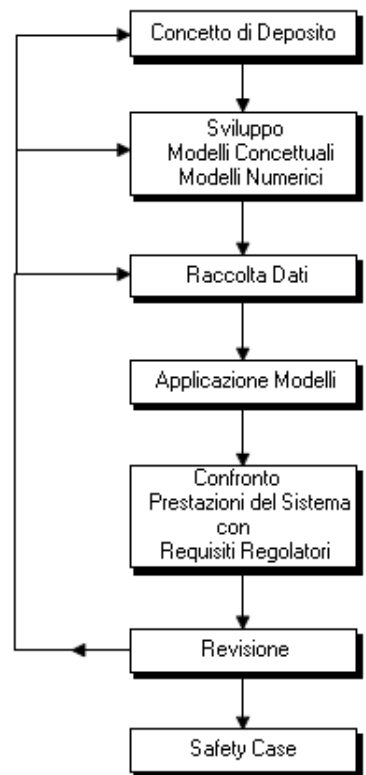 Concetto di Deposito
Sviluppo
Modelli Concettuali
Modelli Numerici
Raccolta Dati
Applicazione Modelli
Confronto
Prestazioni del Sistema
con
Requisiti Regolatori
Revisione
Safety Case